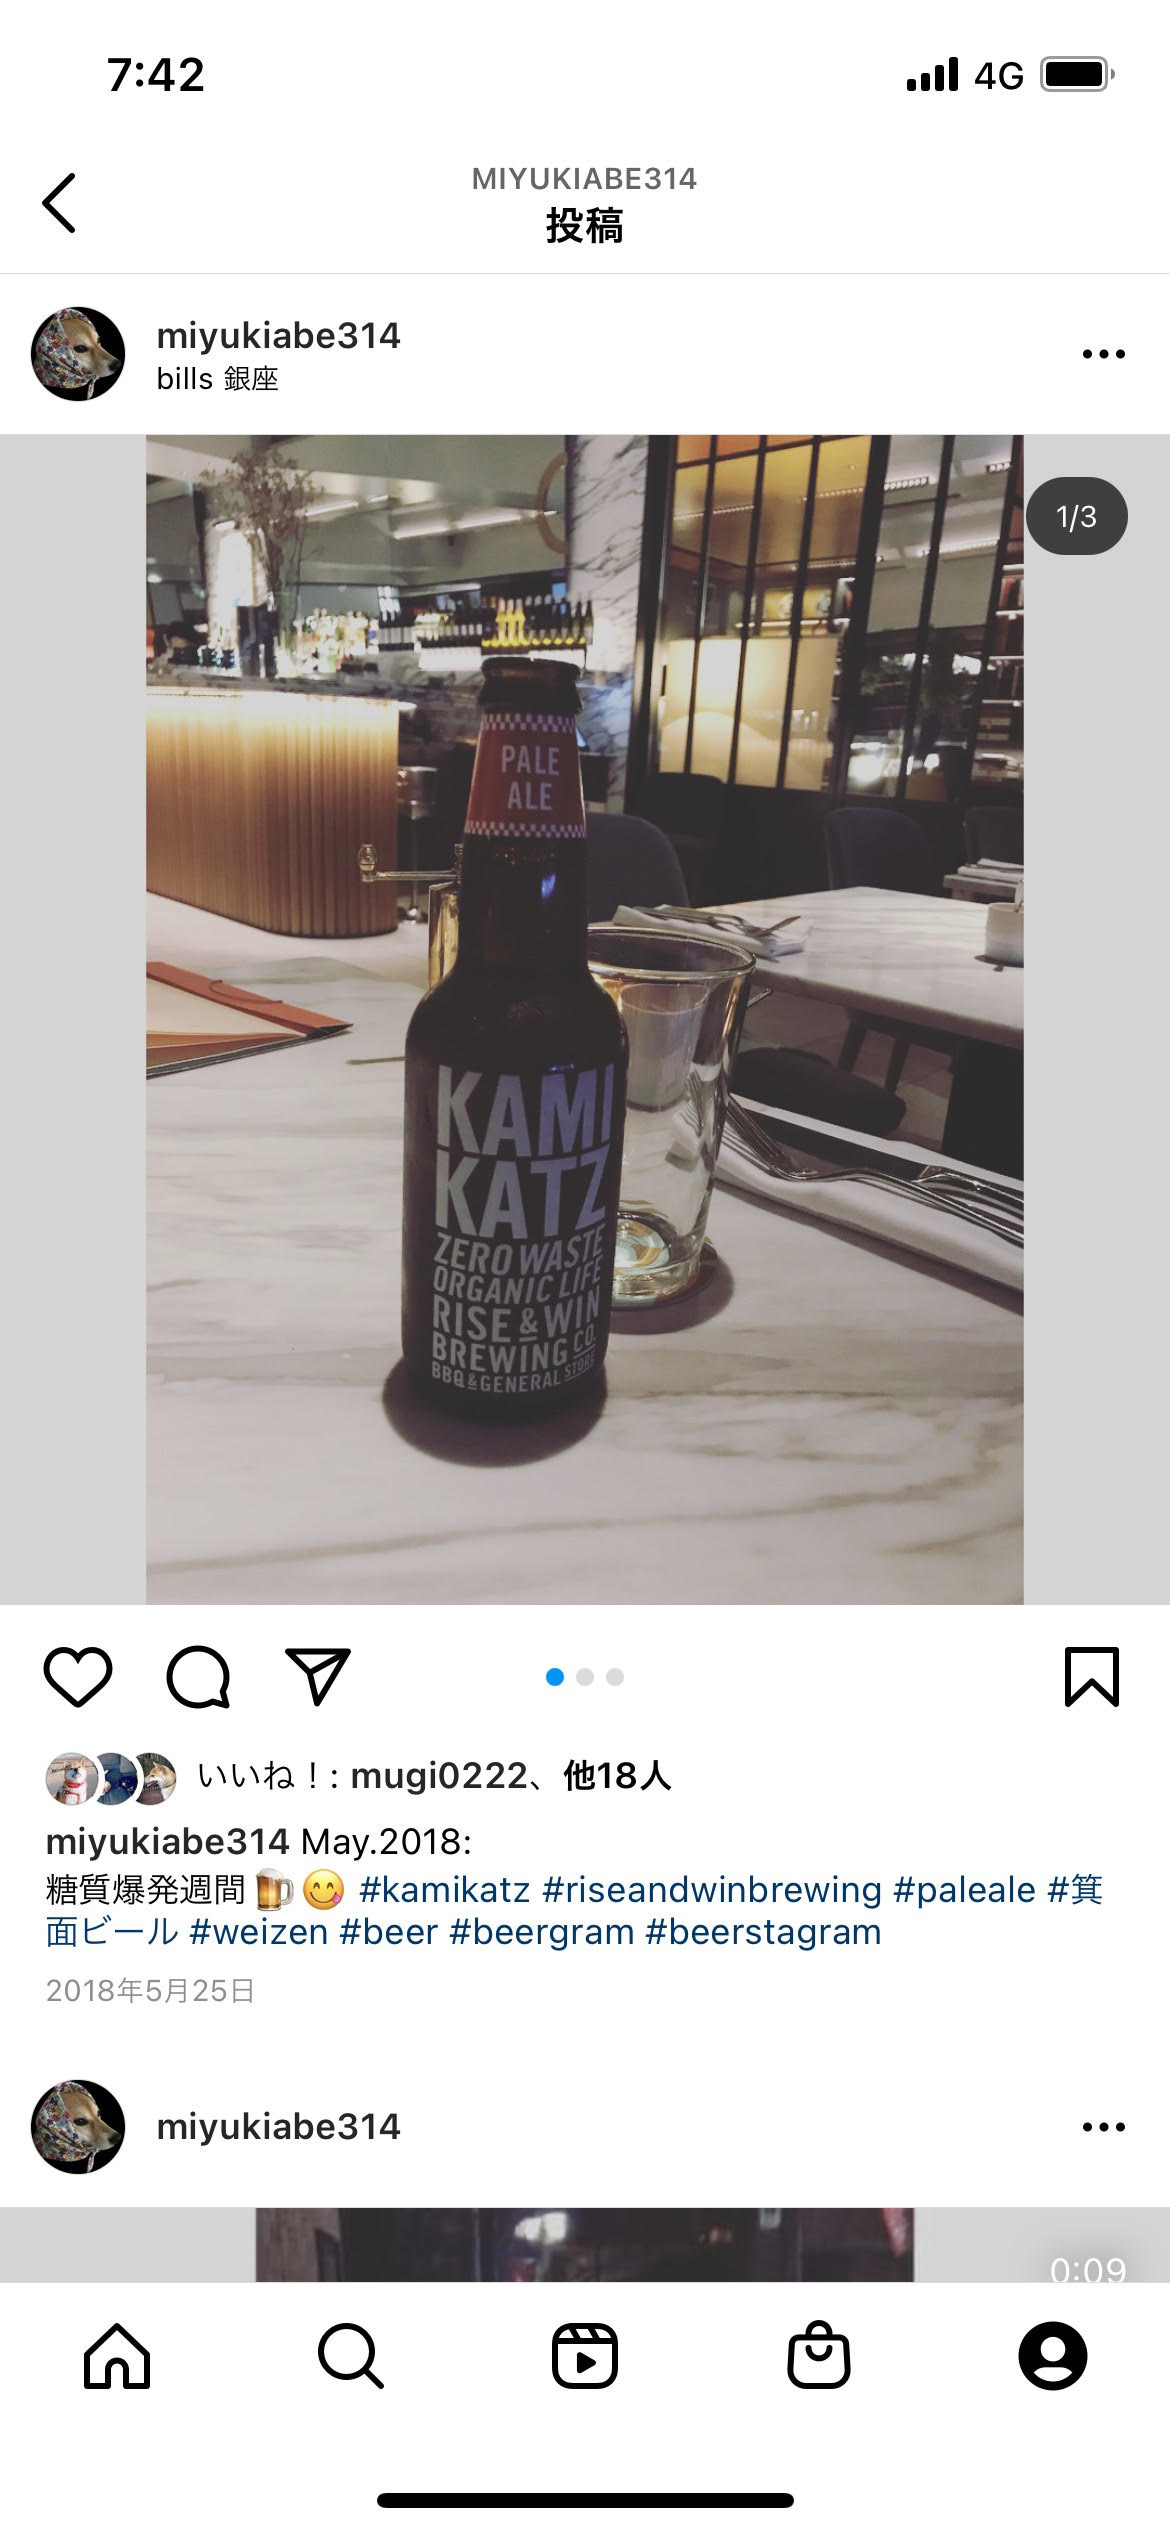 7:42
4G
MIYUKIABE314
投稿
miyukiabe314
bills 銀座
1/3
PALE
ALE
KAMI
KATZ
ZERO WASTE
ORGANIC LIFE
RISE & WIN
BREWING CO.
BBQ & GENERAL STORE
いいね！: mugi0222、他18人
miyukiabe314 May.2018:
糖質爆発週間🍺😋 #kamikatz #riseandwinbrewing #paleale #箕
面ビール #weizen #beer #beergram #beerstagram
2018年5月25日
miyukiabe314
0:09